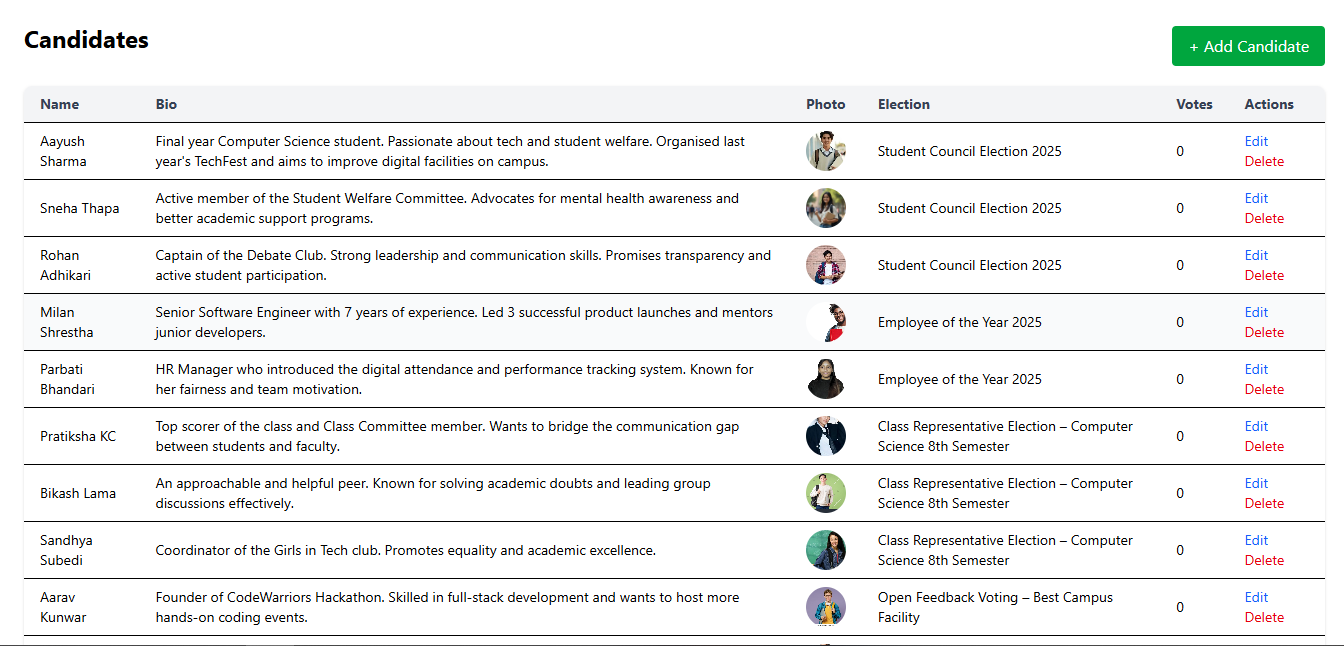 Candidates
+ Add Candidate
Name Bio Photo Election Votes Actions
Aayush Final year Computer Science student. Passionate about tech and student welfare. Organised last Edit
Sharma year's TechFest and aims to improve digital facilities on campus. Student Council Election 2025 0 Delete
Sneha Thapa Active member of the Student Welfare Committee. Advocates for mental health awareness and Student Council Election 2025 0 Edit
better academic support programs. Delete
Rohan Captain of the Debate Club. Strong leadership and communication skills. Promises transparency and Student Council Election 2025 0 Edit
Adhikari active student participation. Delete
Milan Senior Software Engineer with 7 years of experience. Led 3 successful product launches and mentors Employee of the Year 2025 0 Edit
Shrestha junior developers. Delete
Parbati HR Manager who introduced the digital attendance and performance tracking system. Known for Employee of the Year 2025 0 Edit
Bhandari her fairness and team motivation. Delete
Pratiksha KC Top scorer of the class and Class Committee member. Wants to bridge the communication gap Class Representative Election – Computer 0 Edit
between students and faculty. Science 8th Semester Delete
Bikash Lama An approachable and helpful peer. Known for solving academic doubts and leading group Class Representative Election – Computer 0 Edit
discussions effectively. Science 8th Semester Delete
Sandhya Coordinator of the Girls in Tech club. Promotes equality and academic excellence. Class Representative Election – Computer 0 Edit
Subedi Science 8th Semester Delete
Aarav Founder of CodeWarriors Hackathon. Skilled in full-stack development and wants to host more Open Feedback Voting – Best Campus 0 Edit
Kunwar hands-on coding events. Facility Delete